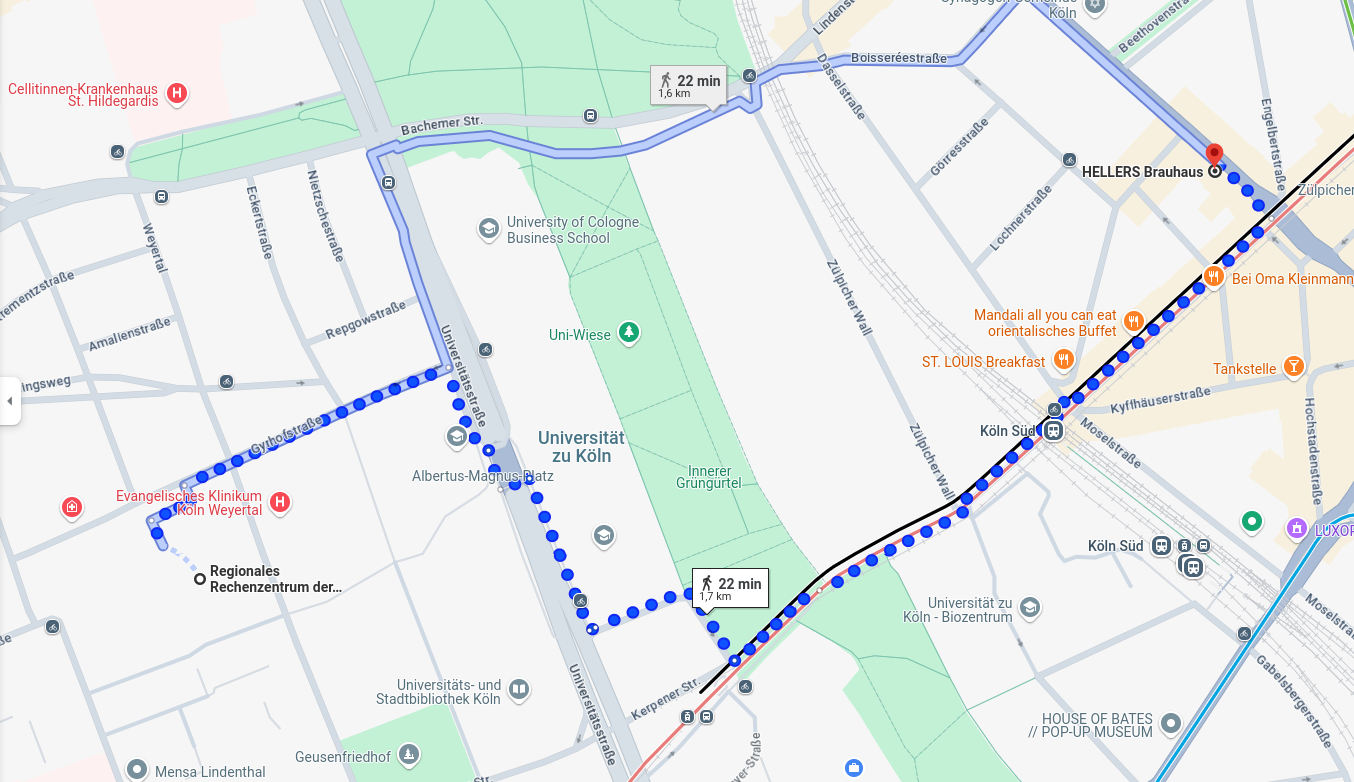 Synagogen-Gemeinde
Köln
Lindenstr
Beethovenstra
Boisseréestraße
Dasselstraße
22 min
1,6 km
Cellitinnen-Krankenhaus
St. Hildegardis
Bachemer Str.
Engelbertstraße
Görresstraße
HELLERS Brauhaus
Zülpicher
Nietzschestraße
Eckertstraße
Weyertal
Lochnerstraße
University of Cologne
Business School
Zülpicher Wall
Bei Oma Kleinmann
Repgowstraße
Amalienstraße
Uni-Wiese
Mandali all you can eat
orientalisches Buffet
ST. LOUIS Breakfast
Tankstelle
Universitätsstraße
ingsweg
Kyffhäuserstraße
Hochstadenstraße
Gyrhofstraße
Universität
zu Köln
Köln Süd
Moselstraße
Zülpicher Wall
Albertus-Magnus-Platz
Innerer
Grüngürtel
Evangelisches Klinikum
Köln Weyertal
LUXOR
Köln Süd
Regionales
Rechenzentrum der...
22 min
1,7 km
Universität zu
Köln - Biozentrum
Gabelsbergerstraße
Universitäts- und
Stadtbibliothek Köln
Kerpener Str.
Universitätsstraße
HOUSE OF BATES
// POP-UP MUSEUM
Geusenfriedhof
Mensa Lindenthal
Str.